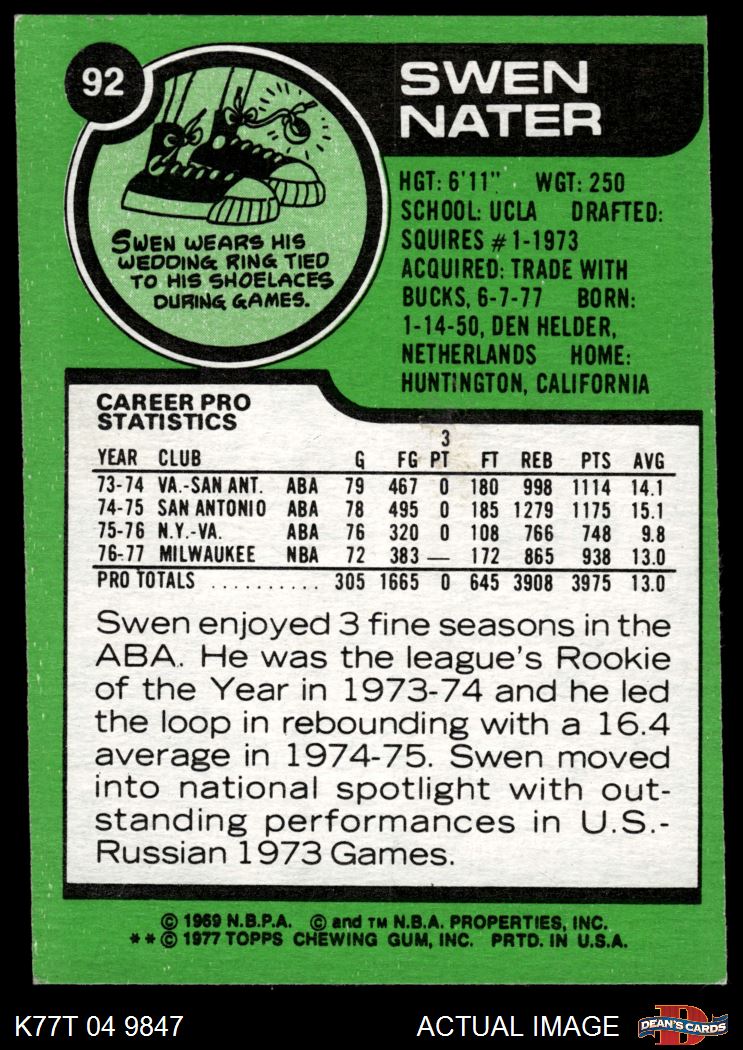 92
SWEN
NATER
SWEN WEARS HIS
WEDDING RING TIED
TO HIS SHOELACES
DURING GAMES.
HGT: 6'11" WGT: 250
SCHOOL: UCLA DRAFTED:
SQUIRES #1-1973
ACQUIRED: TRADE WITH
BUCKS, 6-7-77 BORN:
1-14-50, DEN HELDER,
NETHERLANDS HOME:
HUNTINGTON, CALIFORNIA
CAREER PRO
STATISTICS
3
YEAR CLUB G FG PT FT REB PTS AVG
73-74 VA.-SAN ANT. ABA 79 467 0 180 998 1114 14.1
74-75 SAN ANTONIO ABA 78 495 0 185 1279 1175 15.1
75-76 N.Y.-VA. ABA 76 320 0 108 766 748 9.8
76-77 MILWAUKEE NBA 72 383 — 172 865 938 13.0
PRO TOTALS .......... 305 1665 0 645 3908 3975 13.0
Swen enjoyed 3 fine seasons in the
ABA. He was the league's Rookie
of the Year in 1973-74 and he led
the loop in rebounding with a 16.4
average in 1974-75. Swen moved
into national spotlight with out-
standing performances in U.S.-
Russian 1973 Games.
© 1969 N.B.P.A. © and TM N.B.A. PROPERTIES, INC.
**© 1977 TOPPS CHEWING GUM, INC. PRTD. IN U.S.A.
K77T 04 9847
ACTUAL IMAGE
D
DEAN'S CARDS